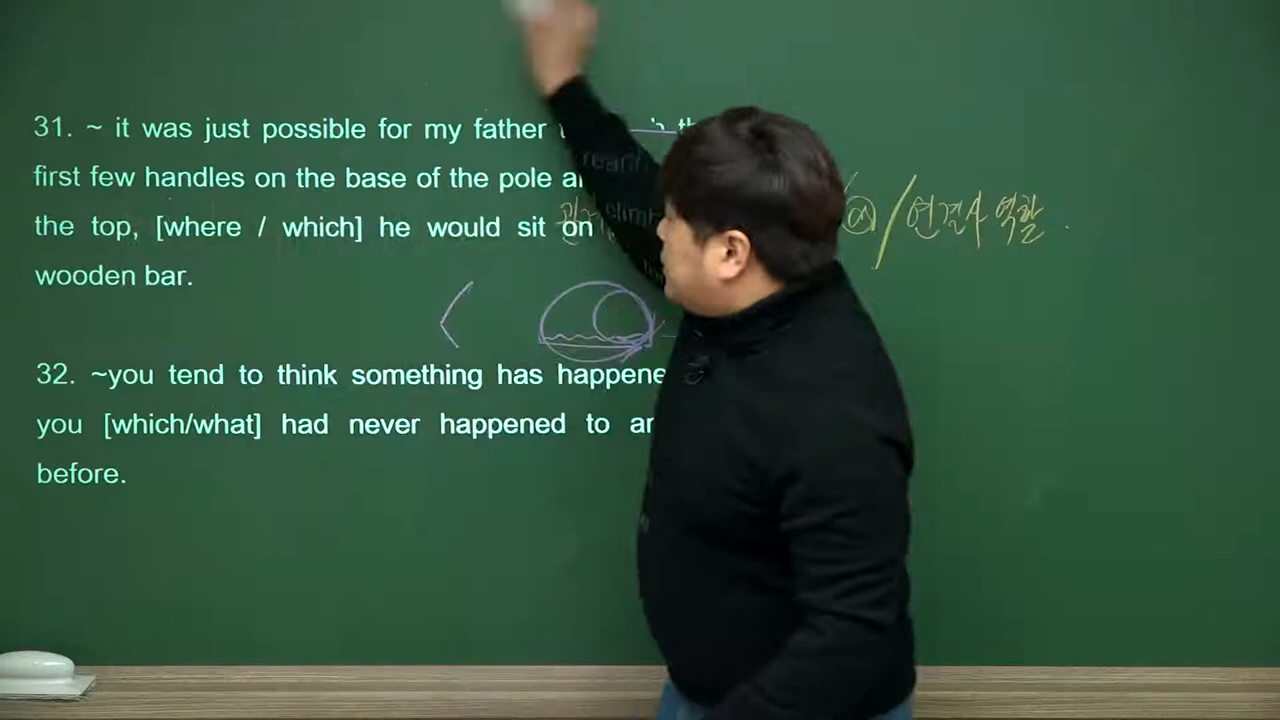 31. ~ it was just possible for my father
first few handles on the base of the pole
the top, [where / which] he would sit on
연결사 역할.
wooden bar.
32. ~you tend to think something has happene
you [which/what] had never happened to
before.